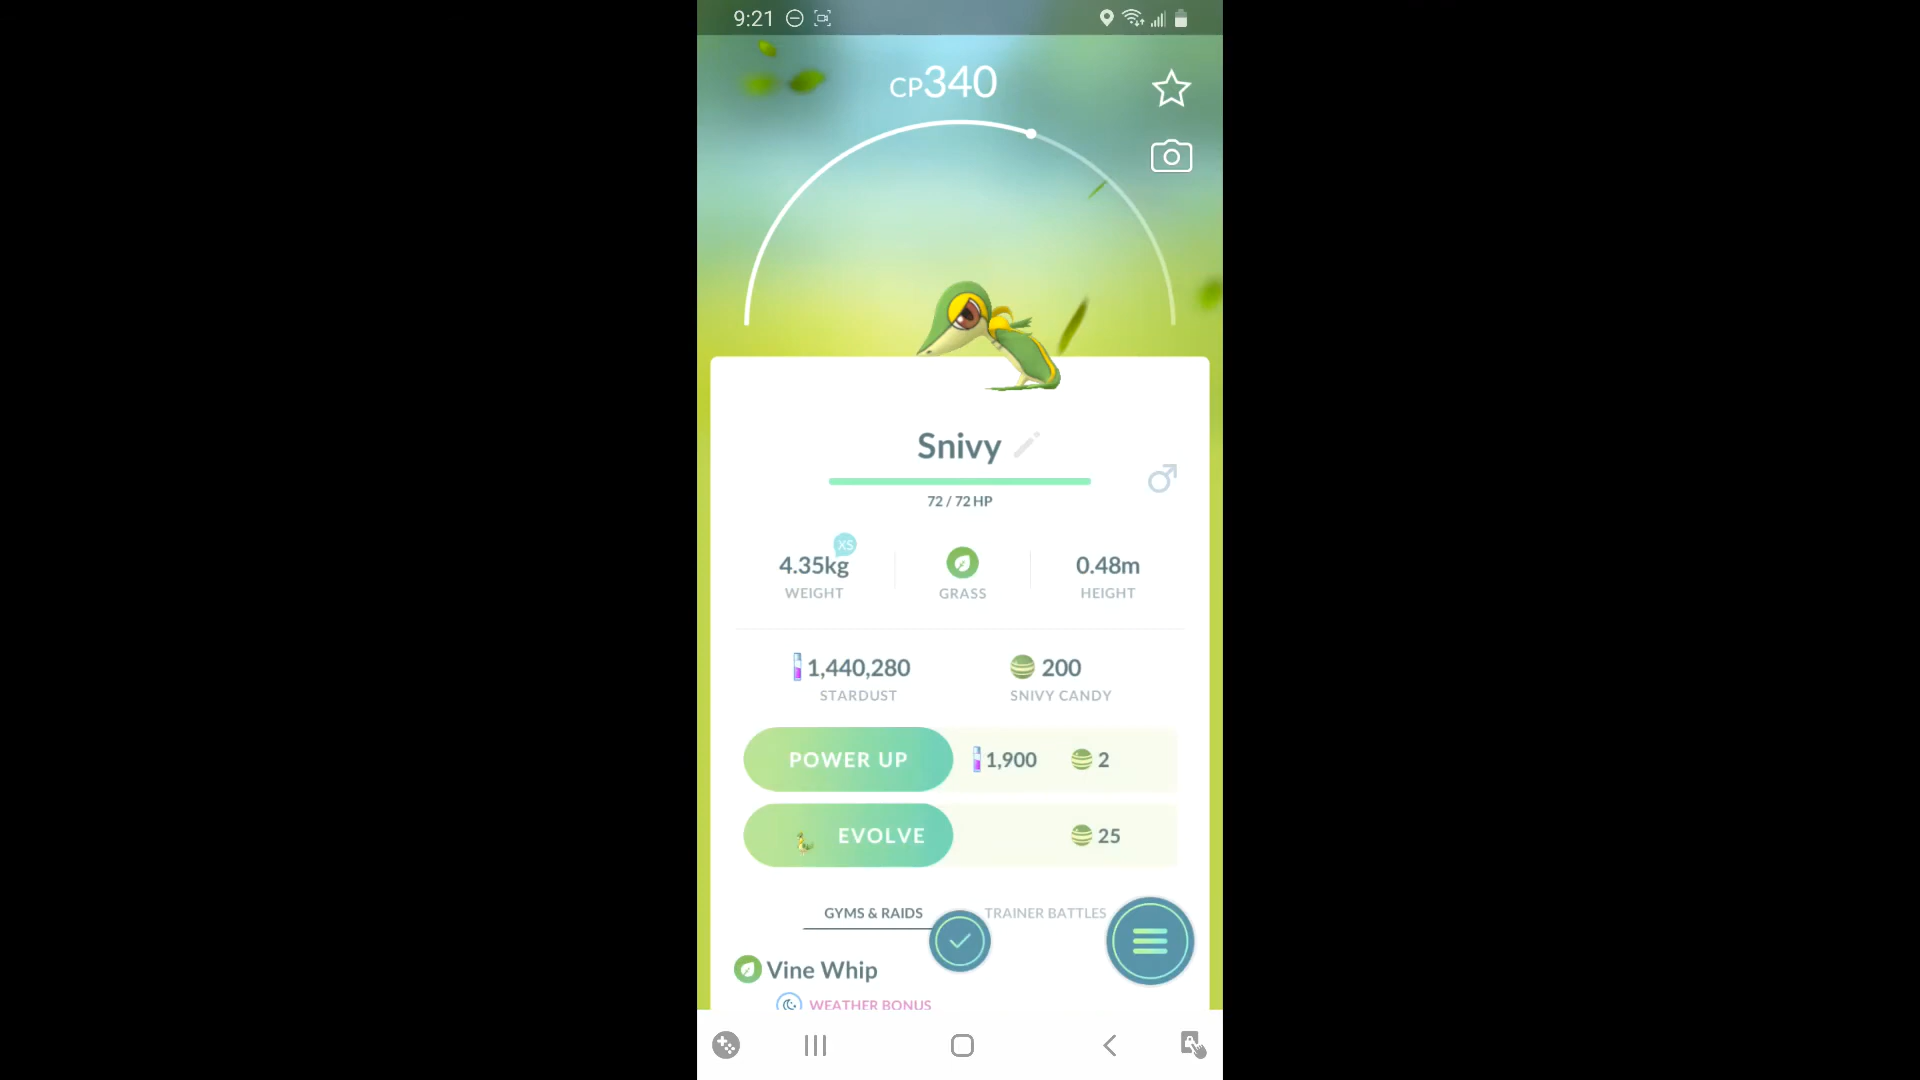 9:21
CP340
Snivy
72 / 72 HP
XS
4.35kg
WEIGHT
GRASS
0.48m
HEIGHT
1,440,280
STARDUST
200
SNIVY CANDY
POWER UP 1,900 2
EVOLVE 25
GYMS & RAIDS TRAINER BATTLES
Vine Whip
WEATHER BONUS